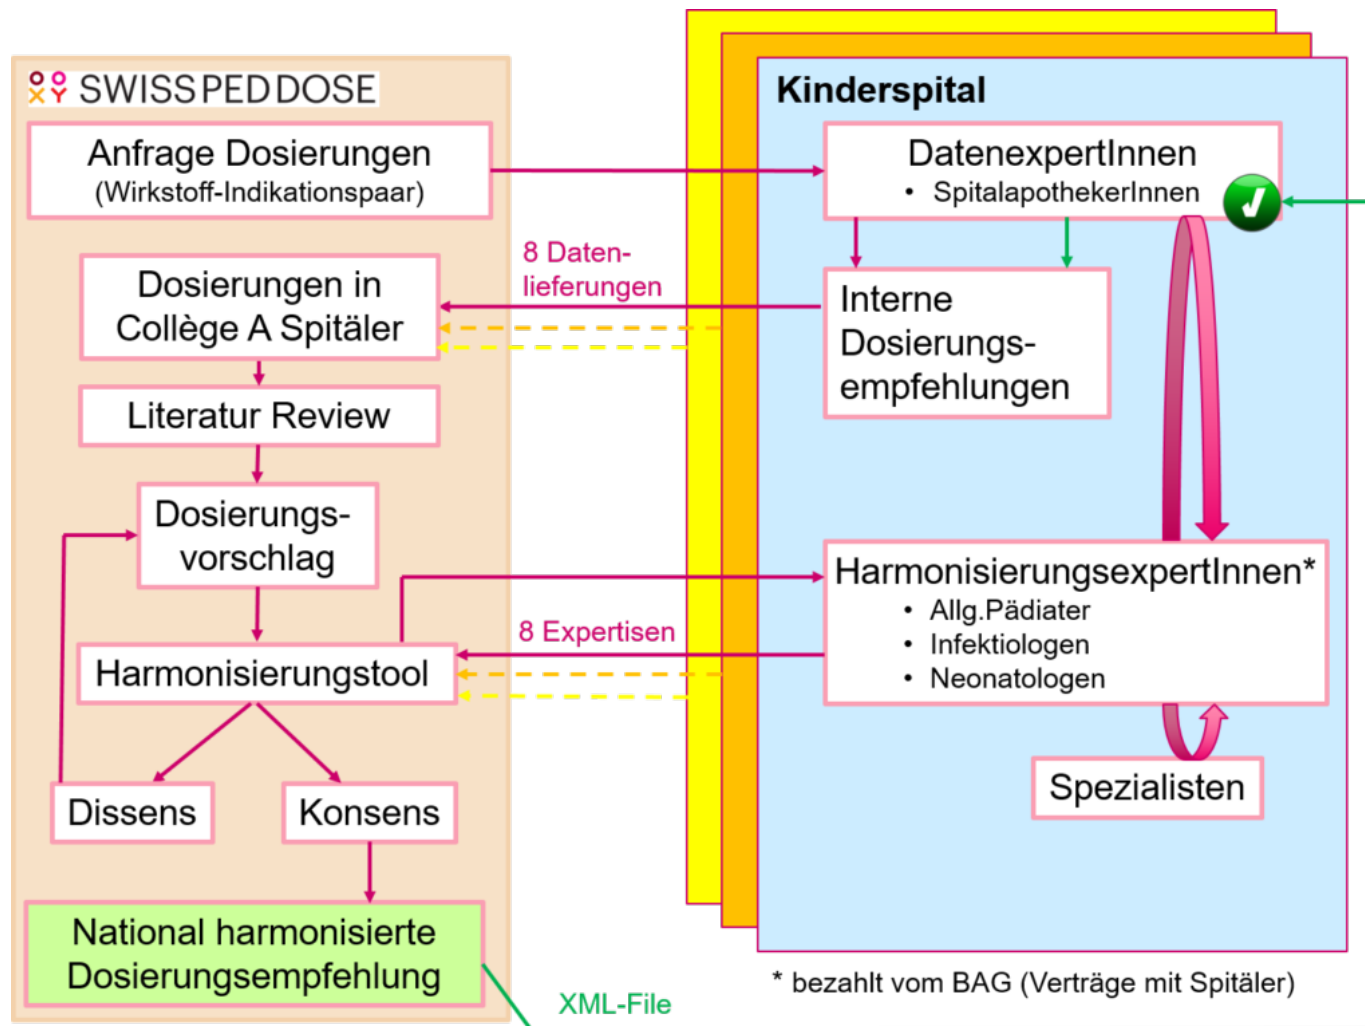 SWISSPEDDOSE
Anfrage Dosierungen
(Wirkstoff-Indikationspaar)
Dosierungen in
Collège A Spitäler
Literatur Review
Dosierungs-
vorschlag
Harmonisierungstool
Dissens
Konsens
National harmonisierte
Dosierungsempfehlung
8 Daten-
lieferungen
8 Expertisen
XML-File
Kinderspital
DatenexpertInnen
• SpitalapothekerInnen
Interne
Dosierungs-
empfehlungen
HarmonisierungsexpertInnen*
• Allg.Pädiater
• Infektiologen
• Neonatologen
Spezialisten
* bezahlt vom BAG (Verträge mit Spitäler)